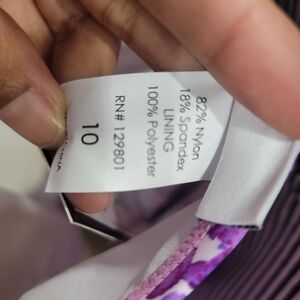 82% Nylon
18% Spandex
LINING
100% Polyester
RN# 129801
10